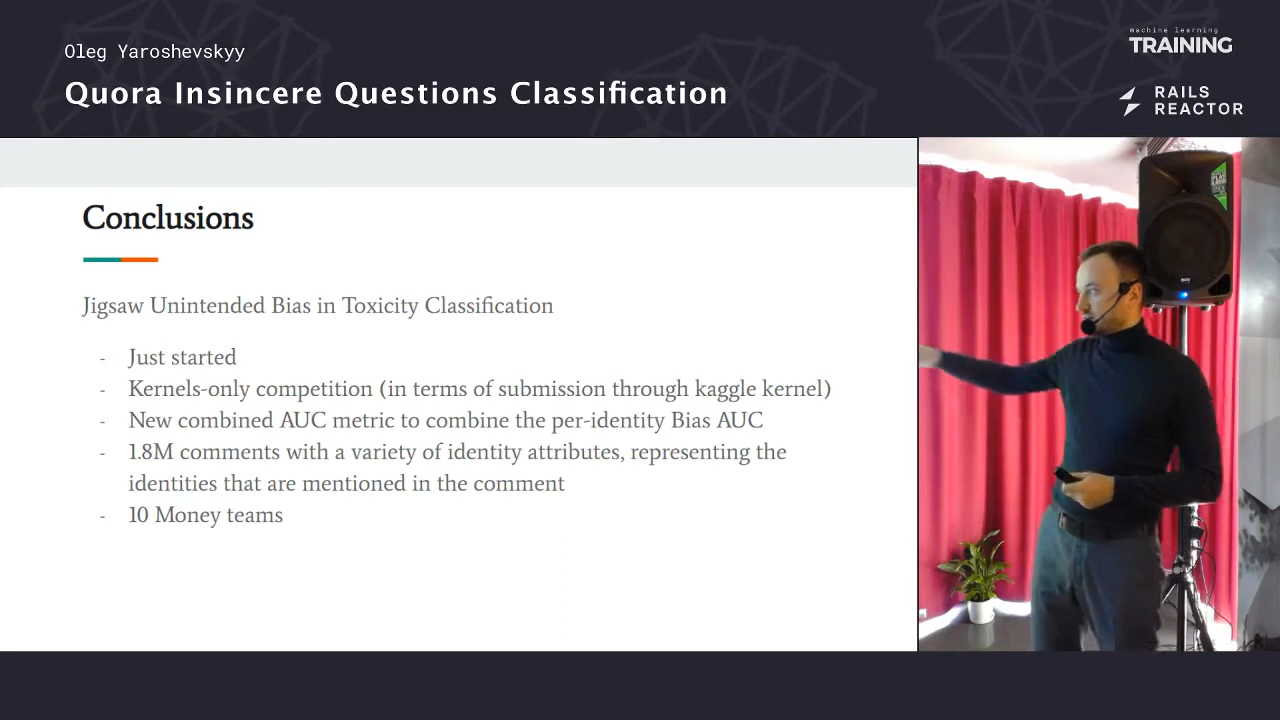 Oleg Yaroshevskyy
Quora Insincere Questions Classification
machine learning
TRAINING
RAILS
REACTOR
Conclusions
Jigsaw Unintended Bias in Toxicity Classification
- Just started
- Kernels-only competition (in terms of submission through kaggle kernel)
- New combined AUC metric to combine the per-identity Bias AUC
- 1.8M comments with a variety of identity attributes, representing the
identities that are mentioned in the comment
- 10 Money teams